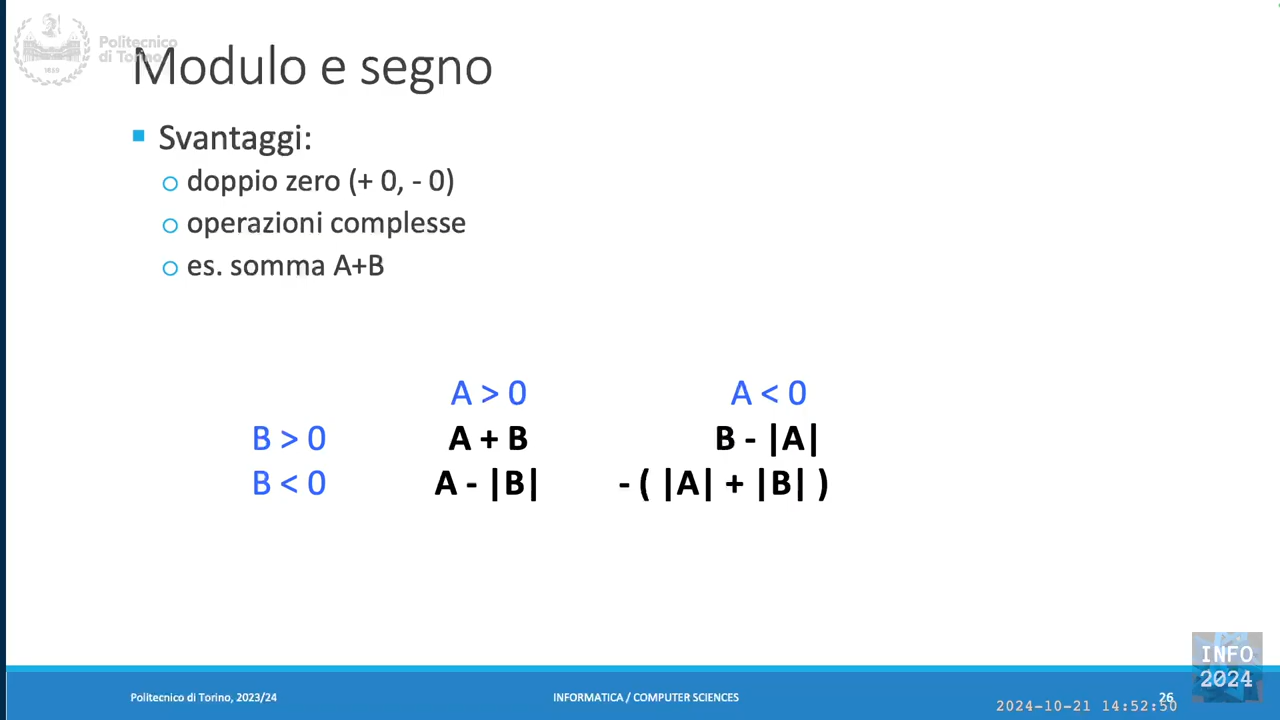 Politecnico
di Torino
1859
Modulo e segno
Svantaggi:
doppio zero (+ 0, - 0)
operazioni complesse
es. somma A+B
A > 0 A < 0
B > 0 A + B B - |A|
B < 0 A - |B| - ( |A| + |B| )
INFO
2024
Politecnico di Torino, 2023/24 INFORMATICA / COMPUTER SCIENCES 26
2024-10-21 14:52:50